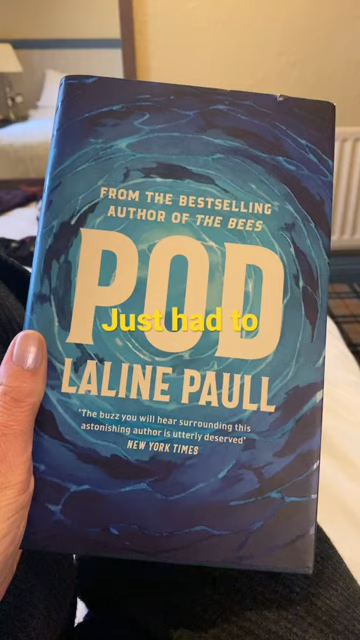 FROM THE BESTSELLING
AUTHOR OF THE BEES
POD
Just had to
LALINE PAULL
'The buzz you will hear surrounding this
astonishing author is utterly deserved'
NEW YORK TIMES